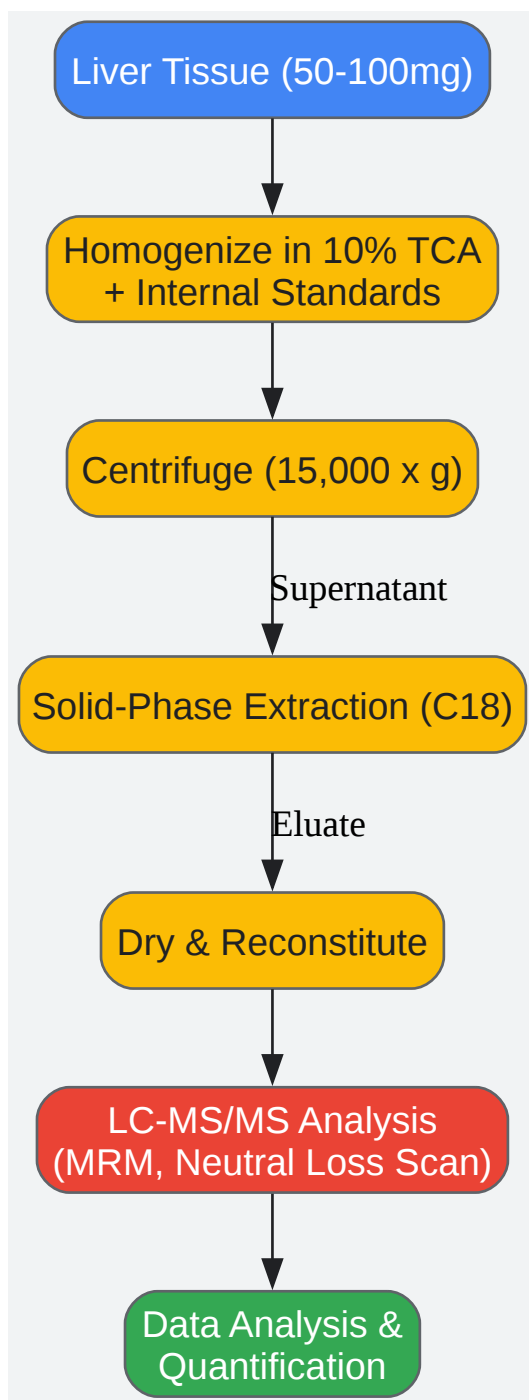 Liver Tissue (50-100mg)
Homogenize in 10% TCA
+ Internal Standards
Centrifuge (15,000 x g)
Supernatant
Solid-Phase Extraction (C18)
Eluate
Dry & Reconstitute
LC-MS/MS Analysis
(MRM, Neutral Loss Scan)
Data Analysis &
Quantification